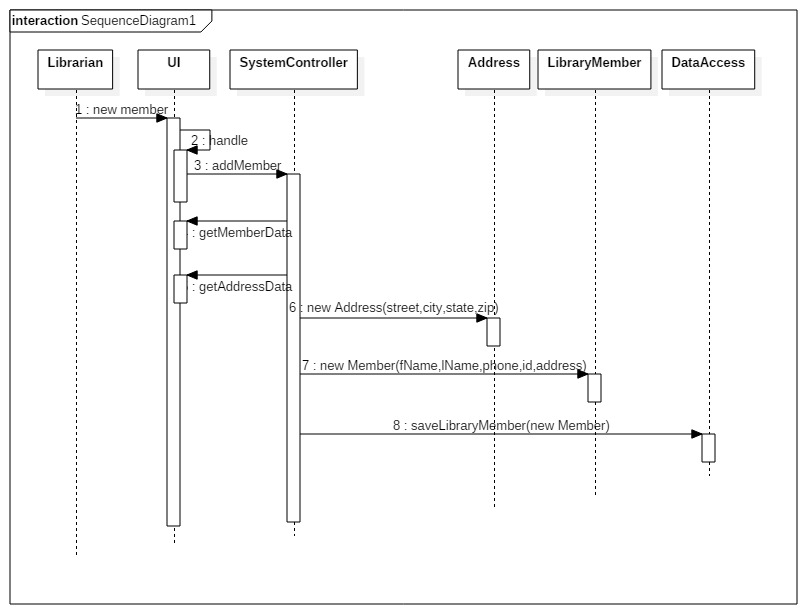 interaction SequenceDiagram1
Librarian
UI
SystemController
Address
LibraryMember
DataAccess
1 : new member
2 : handle
3 : addMember
: getMemberData
: getAddressData
6 : new Address(street,city,state,zip)
7 : new Member(fName,lName,phone,id,address)
8 : saveLibraryMember(new Member)